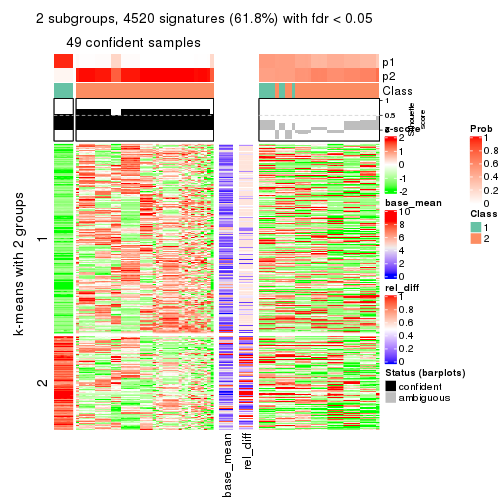 2 subgroups, 4520 signatures (61.8%) with fdr < 0.05
49 confident samples
p1
p2
Class
1
0.5
0
Silhouette
score
z-score
2
1
0
-1
-2
base_mean
10
8
6
4
2
0
rel_diff
1
0.8
0.6
0.4
0.2
0
Status (barplots)
confident
ambiguous
Prob
1
0.8
0.6
0.4
0.2
0
Class
1
2
k-means with 2 groups
1
2
base_mean
rel_diff